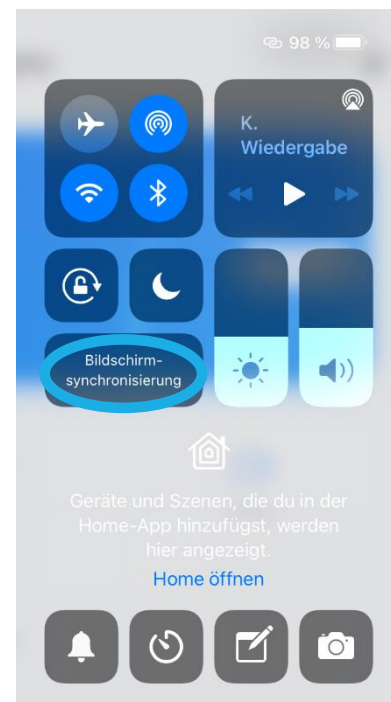 98 %
K.
Wiedergabe
Bildschirm-
synchronisierung
Geräte und Szenen, die du in der
Home-App hinzufügst, werden
hier angezeigt.
Home öffnen